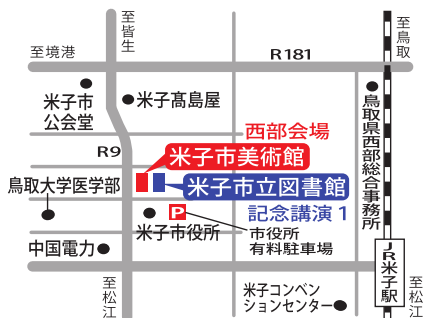 至皆生
至鳥取
至境港
R181
米子市
公会堂
米子髙島屋
鳥取県西部総合事務所
西部会場
R9
米子市美術館
鳥取大学医学部
米子市立図書館
記念講演1
P
米子市役所
市役所
有料駐車場
中国電力
JR米子駅
至松江
米子コンベン
ションセンター
至松江